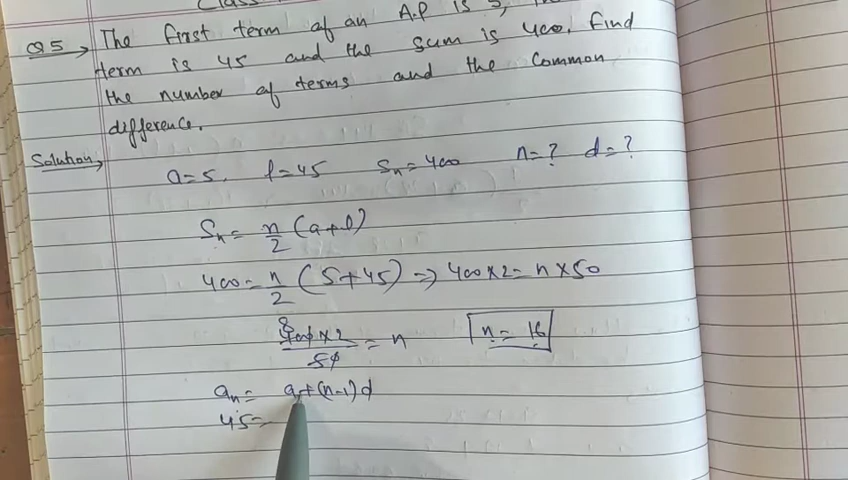 Class
Q5 → The first term of an A.P is 5, the
term is 45 and the sum is 400. Find
the number of terms and the common
difference.
Solution, a=5. l=45 Sn=400 n=? d=?
Sn= n/2 (a+l)
400= n/2 (5+45) → 400×2= n×50
400×2/50 = n n= 16
an= a+(n-1)d
45=